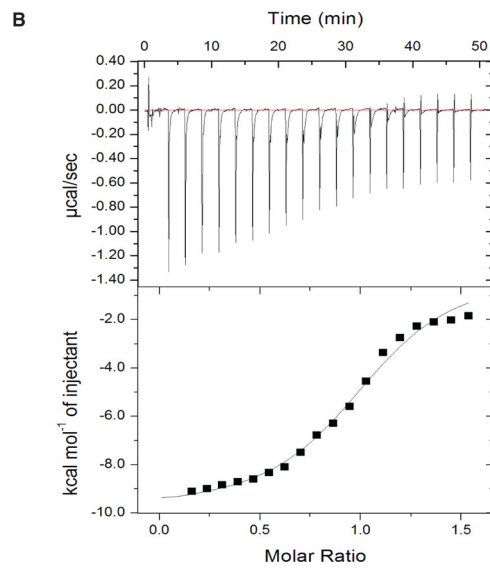 B
Time (min)
0 10 20 30 40 50
0.40
0.20
0.00
-0.20
-0.40
-0.60
-0.80
-1.00
-1.20
-1.40
µcal/sec
-2.0
-4.0
-6.0
-8.0
-10.0
kcal mol⁻¹ of injectant
0.0 0.5 1.0 1.5
Molar Ratio